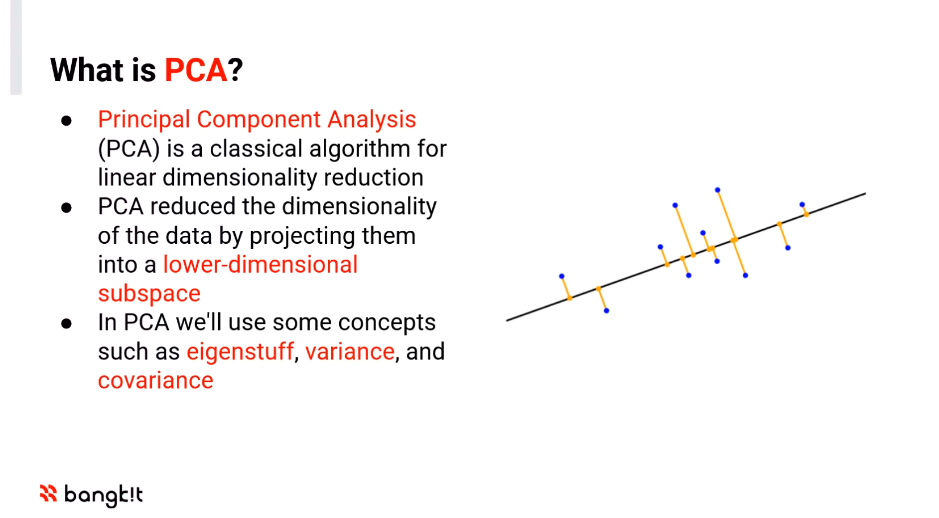 What is PCA?
● Principal Component Analysis
(PCA) is a classical algorithm for
linear dimensionality reduction
● PCA reduced the dimensionality
of the data by projecting them
into a lower-dimensional
subspace
● In PCA we'll use some concepts
such as eigenstuff, variance, and
covariance
bangk!t